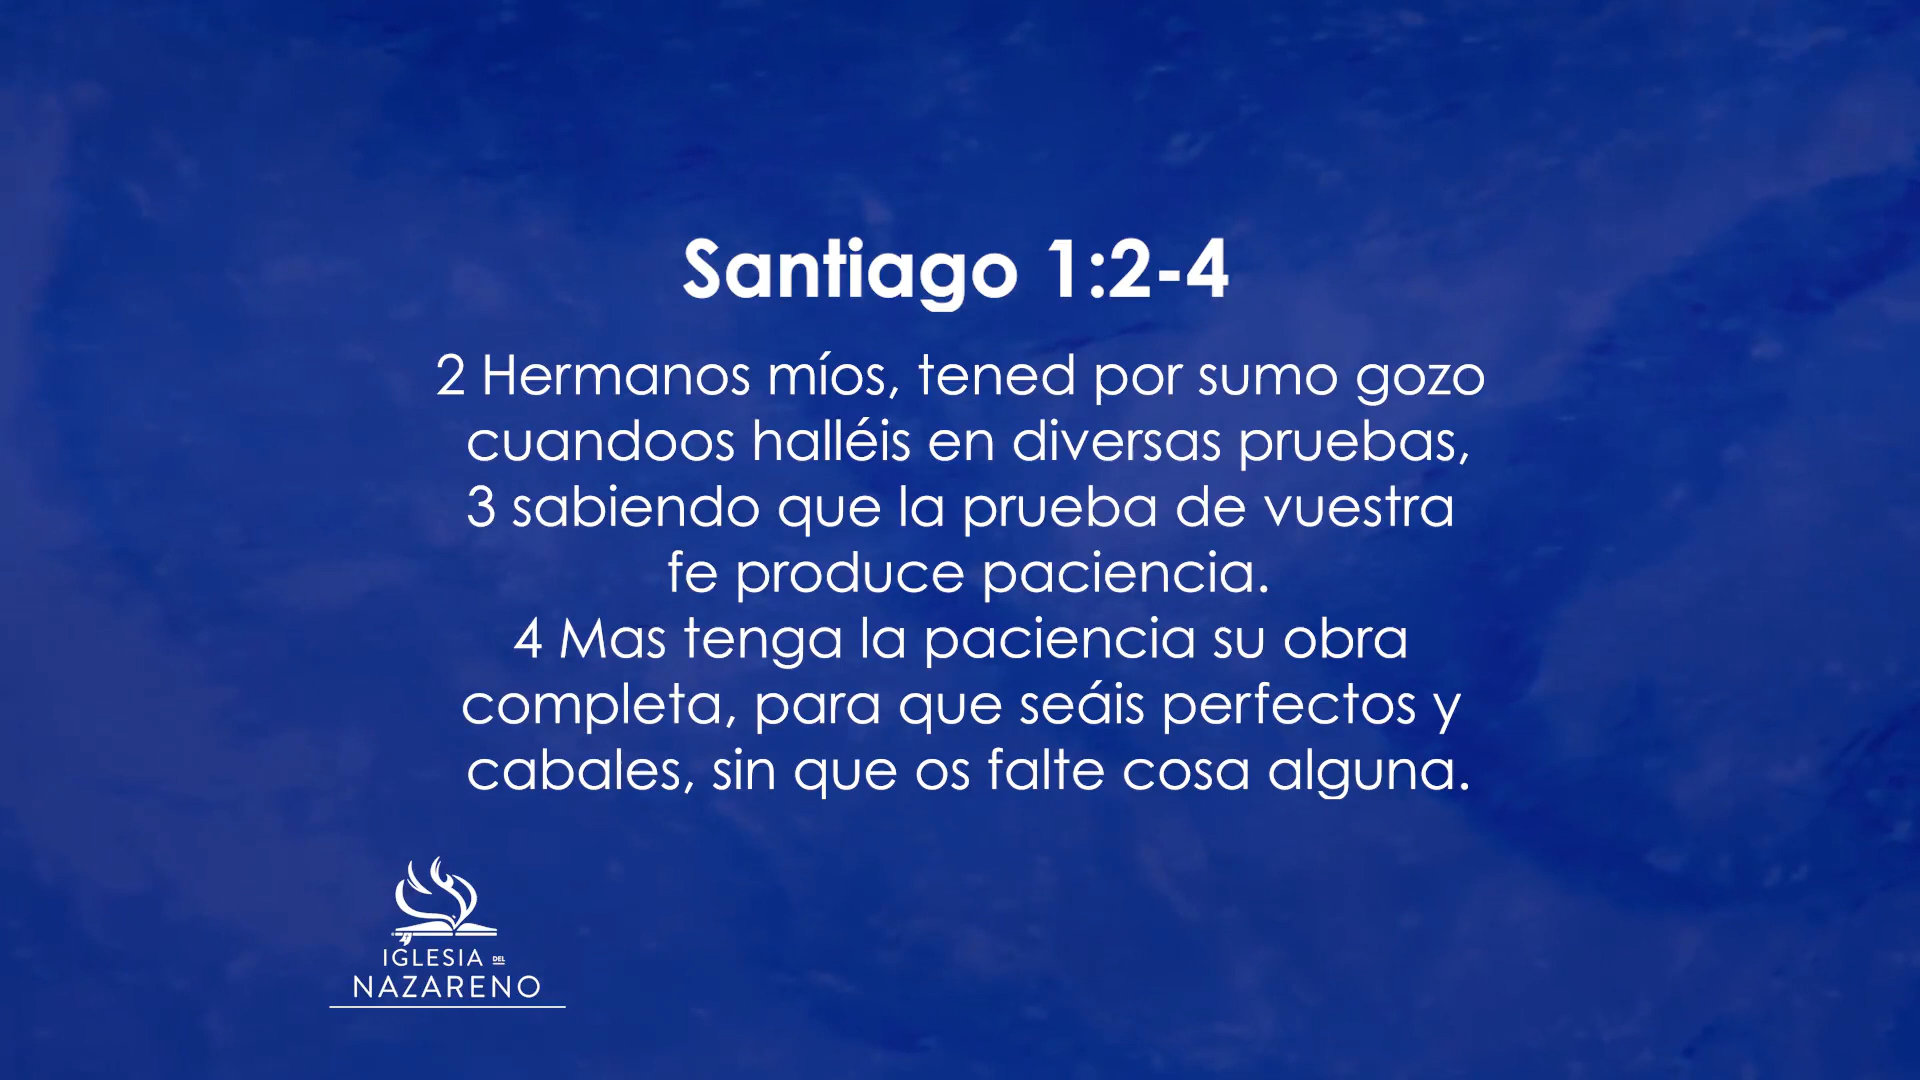 Santiago 1:2-4
2 Hermanos míos, tened por sumo gozo
cuandoos halléis en diversas pruebas,
3 sabiendo que la prueba de vuestra
fe produce paciencia.
4 Mas tenga la paciencia su obra
completa, para que seáis perfectos y
cabales, sin que os falte cosa alguna.
IGLESIA DEL
NAZARENO